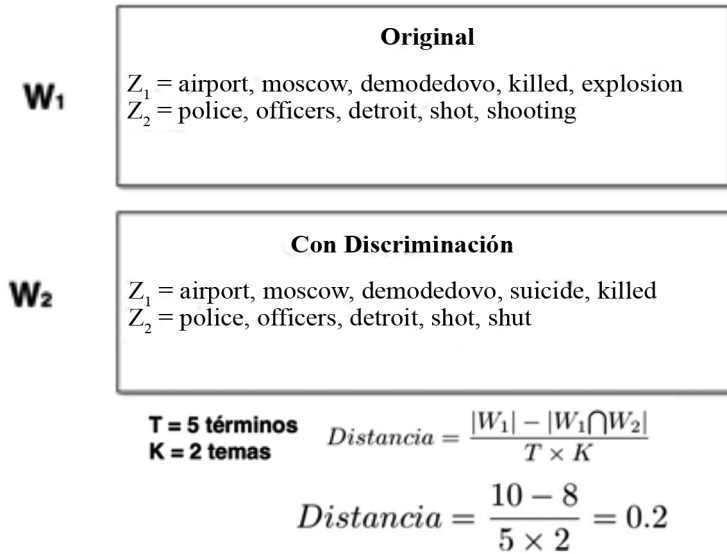 Original
W₁
Z₁ = airport, moscow, demodedovo, killed, explosion
Z₂ = police, officers, detroit, shot, shooting
Con Discriminación
W₂
Z₁ = airport, moscow, demodedovo, suicide, killed
Z₂ = police, officers, detroit, shot, shut
T = 5 términos
K = 2 temas
Distancia = (|W₁| − |W₁⋂W₂|) / (T × K)
Distancia = (10 − 8) / (5 × 2) = 0.2